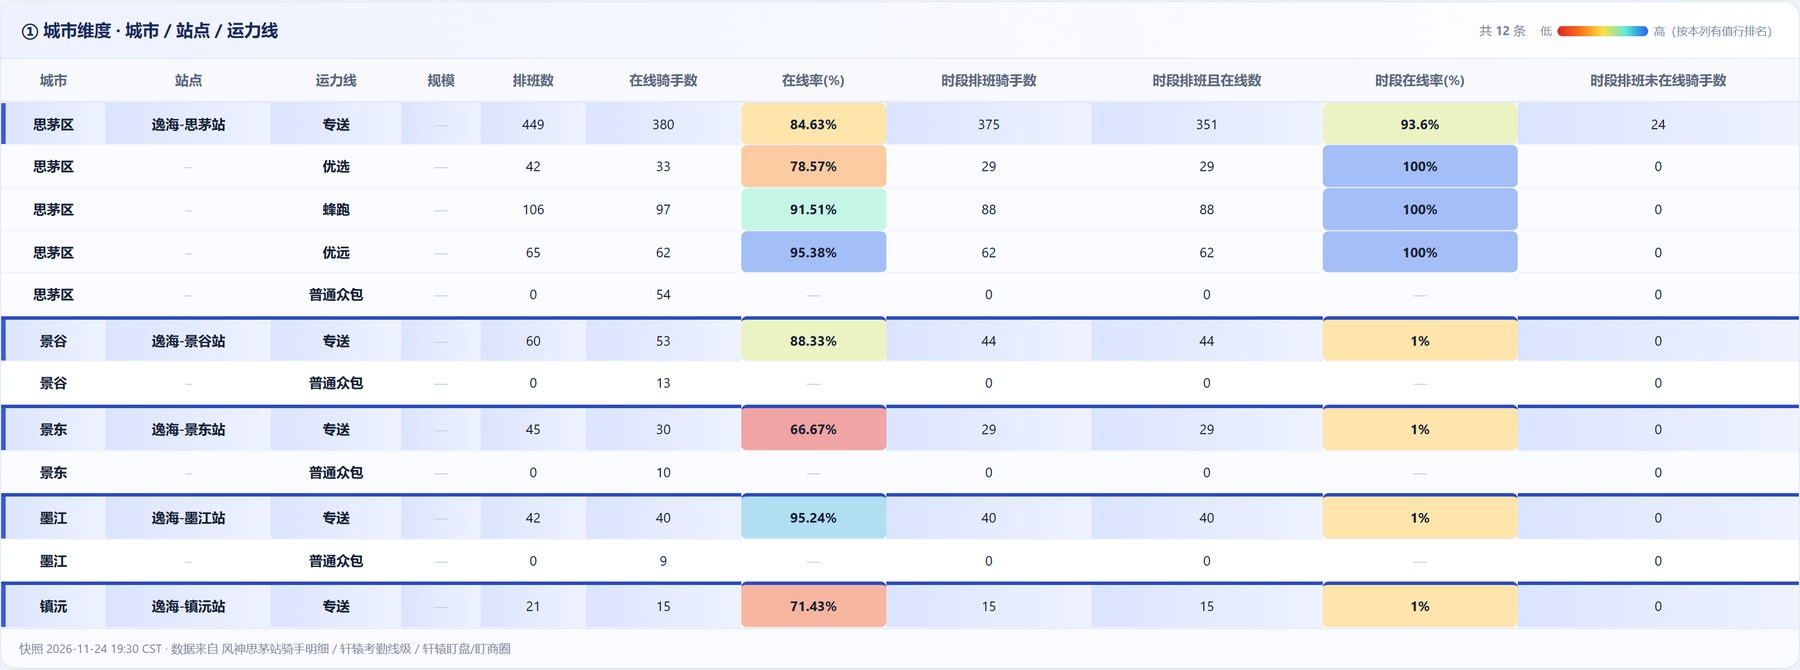 ① 城市维度 · 城市 / 站点 / 运力线 共 12 条 低 高 (按本列有值行排名)
城市 站点 运力线 规模 排班数 在线骑手数 在线率(%) 时段排班骑手数 时段排班且在线数 时段在线率(%) 时段排班未在线骑手数
思茅区 逸海-思茅站 专送 — 449 380 84.63% 375 351 93.6% 24
思茅区 – 优选 — 42 33 78.57% 29 29 100% 0
思茅区 – 蜂跑 — 106 97 91.51% 88 88 100% 0
思茅区 – 优远 — 65 62 95.38% 62 62 100% 0
思茅区 – 普通众包 — 0 54 — 0 0 — 0
景谷 逸海-景谷站 专送 — 60 53 88.33% 44 44 1% 0
景谷 – 普通众包 — 0 13 — 0 0 — 0
景东 逸海-景东站 专送 — 45 30 66.67% 29 29 1% 0
景东 – 普通众包 — 0 10 — 0 0 — 0
墨江 逸海-墨江站 专送 — 42 40 95.24% 40 40 1% 0
墨江 – 普通众包 — 0 9 — 0 0 — 0
镇沅 逸海-镇沅站 专送 — 21 15 71.43% 15 15 1% 0
快照 2026-11-24 19:30 CST · 数据来自 风神思茅站骑手明细 / 轩辕考勤线级 / 轩辕盯盘/盯商圈